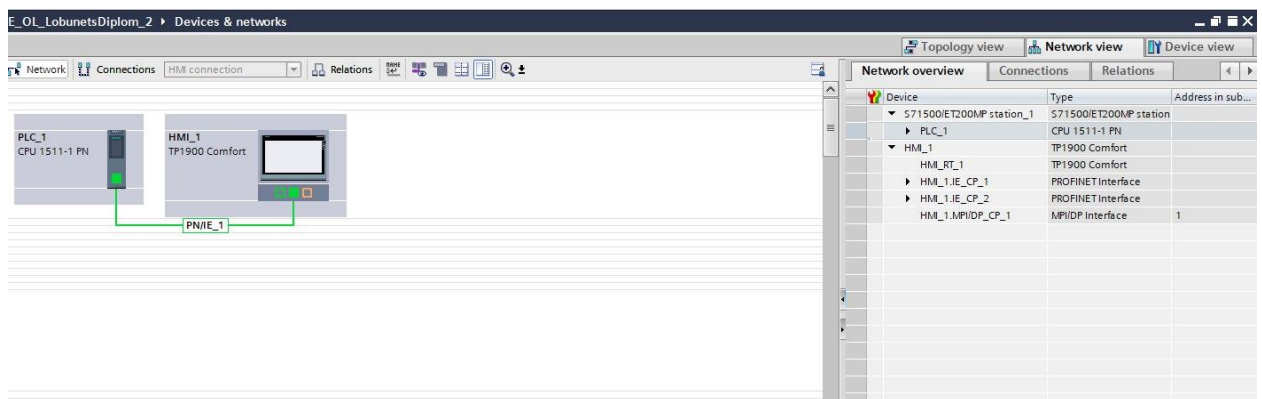 E_OL_LobunetsDiplom_2 ▸ Devices & networks
Topology view Network view Device view
Network Connections HMI connection Relations
Network overview Connections Relations
Device Type Address in sub...
S71500/ET200MP station_1 S71500/ET200MP station
PLC_1 CPU 1511-1 PN
HMI_1 TP1900 Comfort
HMI_RT_1 TP1900 Comfort
HMI_1.IE_CP_1 PROFINET Interface
HMI_1.IE_CP_2 PROFINET Interface
HMI_1.MPI/DP_CP_1 MPI/DP Interface 1
PLC_1
CPU 1511-1 PN
HMI_1
TP1900 Comfort
PN/IE_1